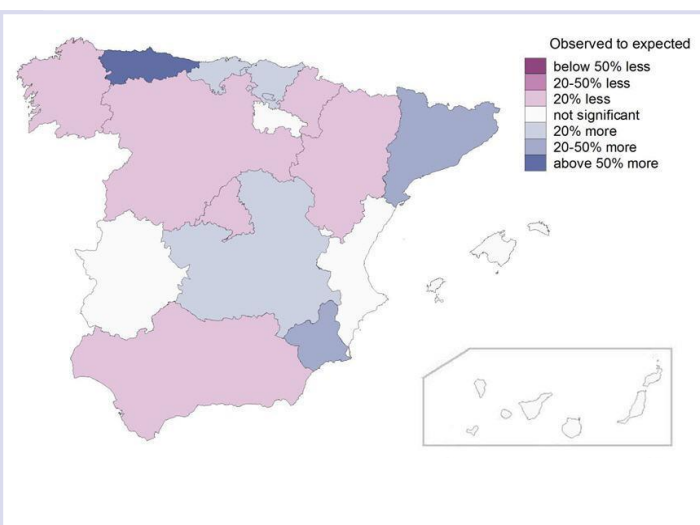 Observed to expected
below 50% less
20-50% less
20% less
not significant
20% more
20-50% more
above 50% more